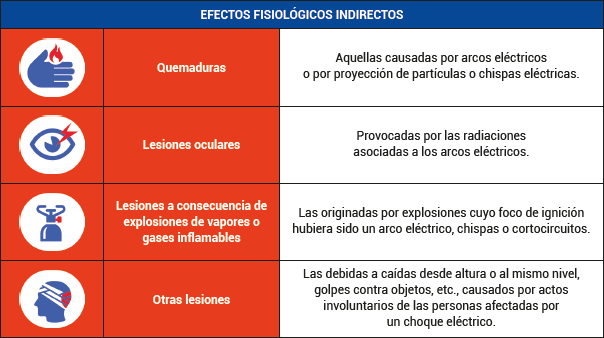 EFECTOS FISIOLÓGICOS INDIRECTOS
Quemaduras
Aquellas causadas por arcos eléctricos
o por proyección de partículas o chispas eléctricas.
Lesiones oculares
Provocadas por las radiaciones
asociadas a los arcos eléctricos.
Lesiones a consecuencia de
explosiones de vapores o
gases inflamables
Las originadas por explosiones cuyo foco de ignición
hubiera sido un arco eléctrico, chispas o cortocircuitos.
Otras lesiones
Las debidas a caídas desde altura o al mismo nivel,
golpes contra objetos, etc., causados por actos
involuntarios de las personas afectadas por
un choque eléctrico.